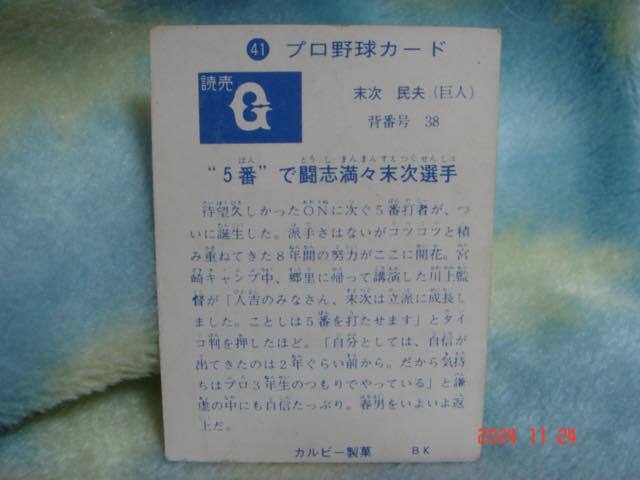 41 プロ野球カード
読売
G
末次 民夫(巨人)
背番号 38
“5番”で闘志満々末次選手
待望久しかったONに次ぐ5番打者が、つ
いに誕生した。派手さはないがコツコツと積
み重ねてきた8年間の努力がここに開花。宮
崎キャンプ中、郷里に帰って講演した川上監
督が「人吉のみなさん、末次は立派に成長し
ました。ことしは5番を打たせます」とタイ
コ判を押したほど。「自分としては、自信が
出てきたのは2年ぐらい前から。だから気持
ちはプロ3年生のつもりでやっている」と謙
虚の中にも自信たっぷり。春男をいよいよ返
上だ。
カルビー製菓 BK
2024 11 24